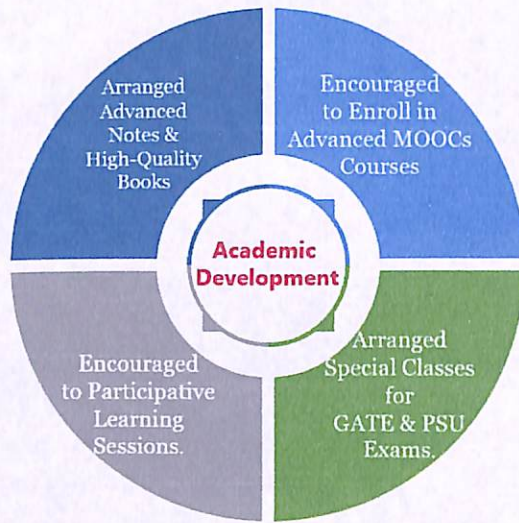 Arranged
Advanced
Notes &
High-Quality
Books
Encouraged
to Enroll in
Advanced MOOCs
Courses
Academic
Development
Encouraged
to Participative
Learning
Sessions.
Arranged
Special Classes
for
GATE & PSU
Exams.